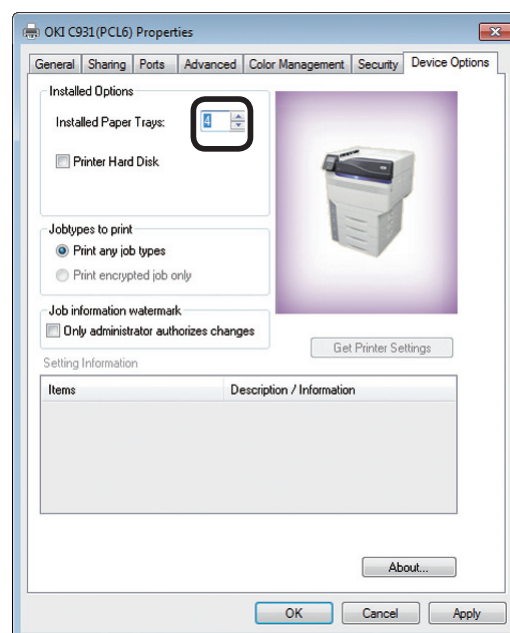 OKI C931(PCL6) Properties
General Sharing Ports Advanced Color Management Security Device Options
Installed Options
Installed Paper Trays: 4
Printer Hard Disk
Jobtypes to print
Print any job types
Print encrypted job only
Job information watermark
Only administrator authorizes changes
Get Printer Settings
Setting Information
Items Description / Information
About...
OK Cancel Apply